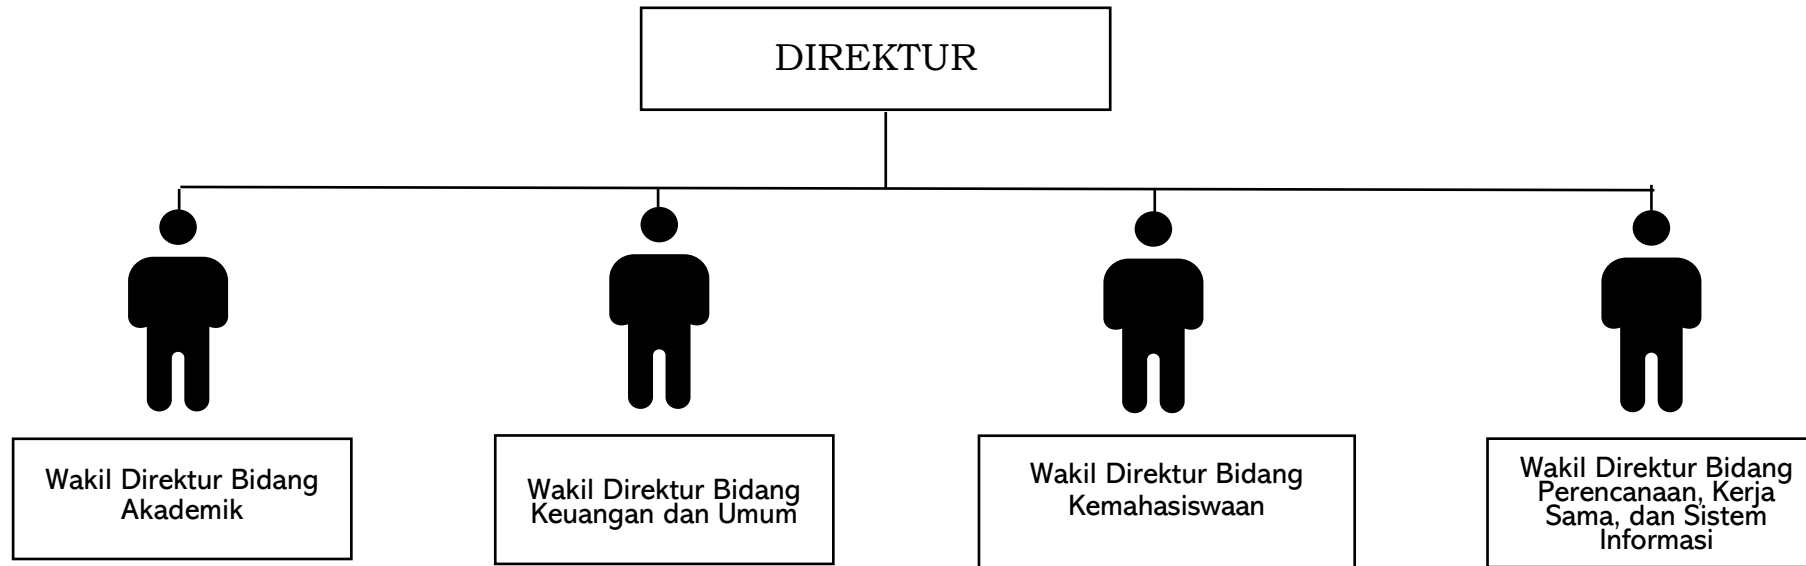 DIREKTUR
Wakil Direktur Bidang
Akademik
Wakil Direktur Bidang
Keuangan dan Umum
Wakil Direktur Bidang
Kemahasiswaan
Wakil Direktur Bidang
Perencanaan, Kerja
Sama, dan Sistem
Informasi